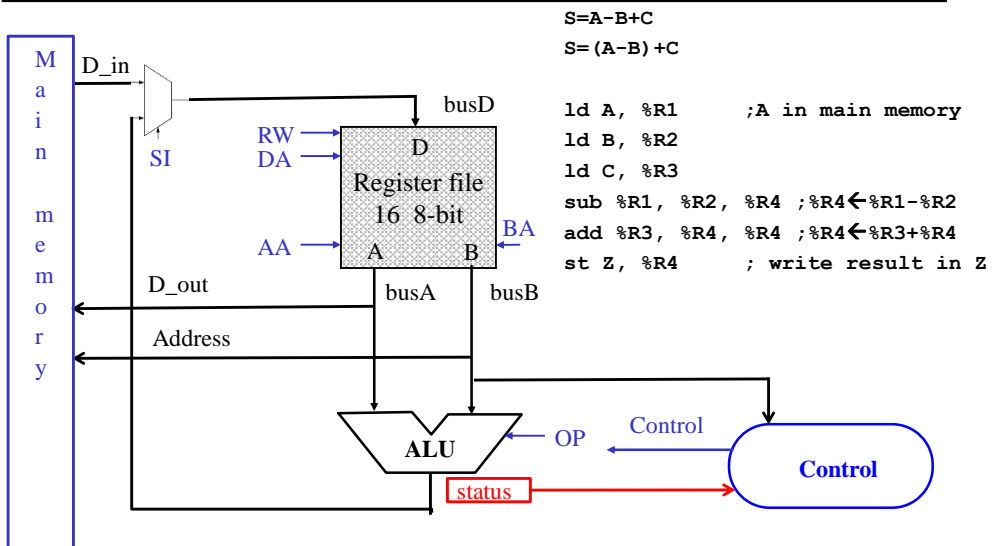 S=A-B+C
S=(A-B)+C
ld A, %R1 ;A in main memory
ld B, %R2
ld C, %R3
sub %R1, %R2, %R4 ;%R4←%R1-%R2
add %R3, %R4, %R4 ;%R4←%R3+%R4
st Z, %R4 ; write result in Z
Main memory
D_in
SI
busD
RW
DA
D
Register file
16 8-bit
AA
BA
A B
D_out
busA
busB
Address
ALU
OP
Control
Control
status